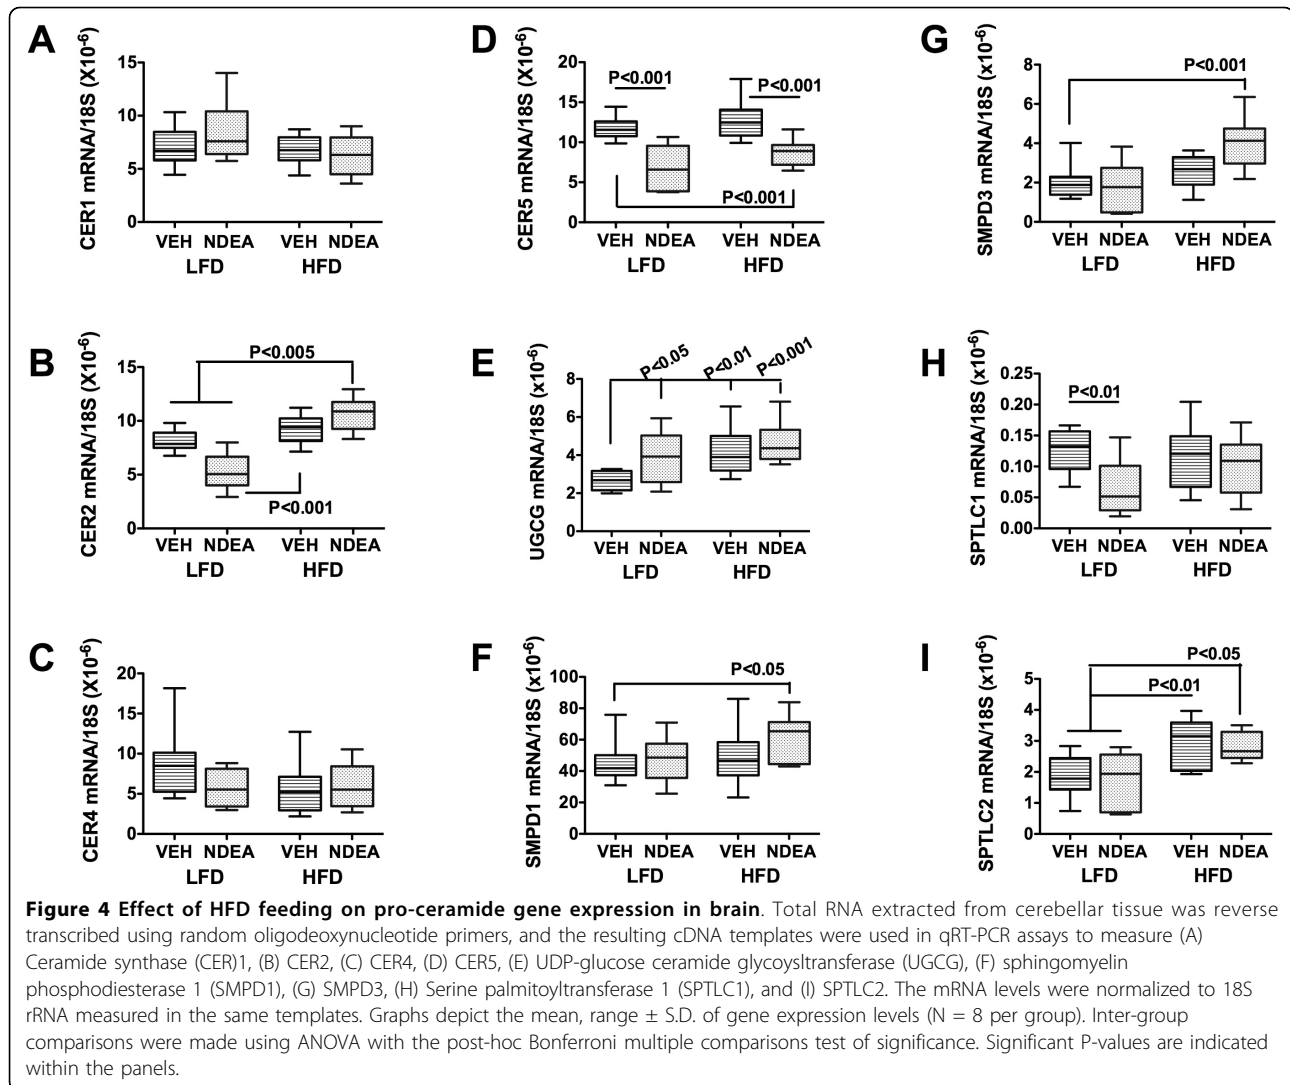 A
CER1 mRNA/18S (X10-6)
15
10
5
0
VEH NDEA VEH NDEA
LFD HFD
B
CER2 mRNA/18S (X10-6)
15
10
5
0
P<0.005
P<0.001
VEH NDEA VEH NDEA
LFD HFD
C
CER4 mRNA/18S (X10-6)
20
15
10
5
0
VEH NDEA VEH NDEA
LFD HFD
D
CER5 mRNA/18S (X10-6)
20
15
10
5
0
P<0.001
P<0.001
P<0.001
VEH NDEA VEH NDEA
LFD HFD
E
UGCG mRNA/18S (x10-6)
8
6
4
2
0
P<0.05 P<0.01 P<0.001
VEH NDEA VEH NDEA
LFD HFD
F
SMPD1 mRNA/18S (x10-6)
100
80
60
40
20
0
P<0.05
VEH NDEA VEH NDEA
LFD HFD
G
SMPD3 mRNA/18S (x10-6)
8
6
4
2
0
P<0.001
VEH NDEA VEH NDEA
LFD HFD
H
SPTLC1 mRNA/18S (x10-6)
0.25
0.20
0.15
0.10
0.05
0.00
P<0.01
VEH NDEA VEH NDEA
LFD HFD
I
SPTLC2 mRNA/18S (x10-6)
5
4
3
2
1
0
P<0.05
P<0.01
VEH NDEA VEH NDEA
LFD HFD
Figure 4 Effect of HFD feeding on pro-ceramide gene expression in brain. Total RNA extracted from cerebellar tissue was reverse
transcribed using random oligodeoxynucleotide primers, and the resulting cDNA templates were used in qRT-PCR assays to measure (A)
Ceramide synthase (CER)1, (B) CER2, (C) CER4, (D) CER5, (E) UDP-glucose ceramide glycoysltransferase (UGCG), (F) sphingomyelin
phosphodiesterase 1 (SMPD1), (G) SMPD3, (H) Serine palmitoyltransferase 1 (SPTLC1), and (I) SPTLC2. The mRNA levels were normalized to 18S
rRNA measured in the same templates. Graphs depict the mean, range ± S.D. of gene expression levels (N = 8 per group). Inter-group
comparisons were made using ANOVA with the post-hoc Bonferroni multiple comparisons test of significance. Significant P-values are indicated
within the panels.